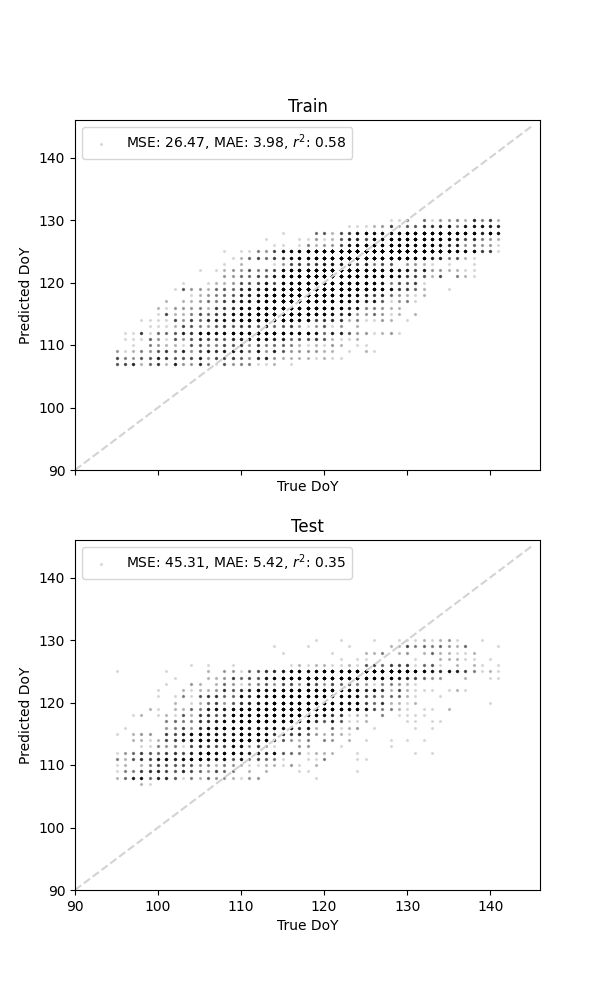 Train
MSE: 26.47, MAE: 3.98, r²: 0.58
140
130
120
110
100
90
Predicted DoY
True DoY
Test
MSE: 45.31, MAE: 5.42, r²: 0.35
140
130
120
110
100
90
Predicted DoY
90 100 110 120 130 140
True DoY